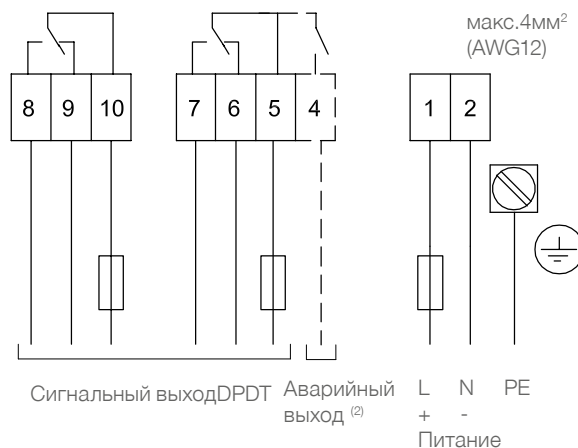 макс.4мм²
(AWG12)
8 9 10 7 6 5 4 1 2
Сигнальный выходDPDT
Аварийный
выход (2)
L N PE
+ -
Питание